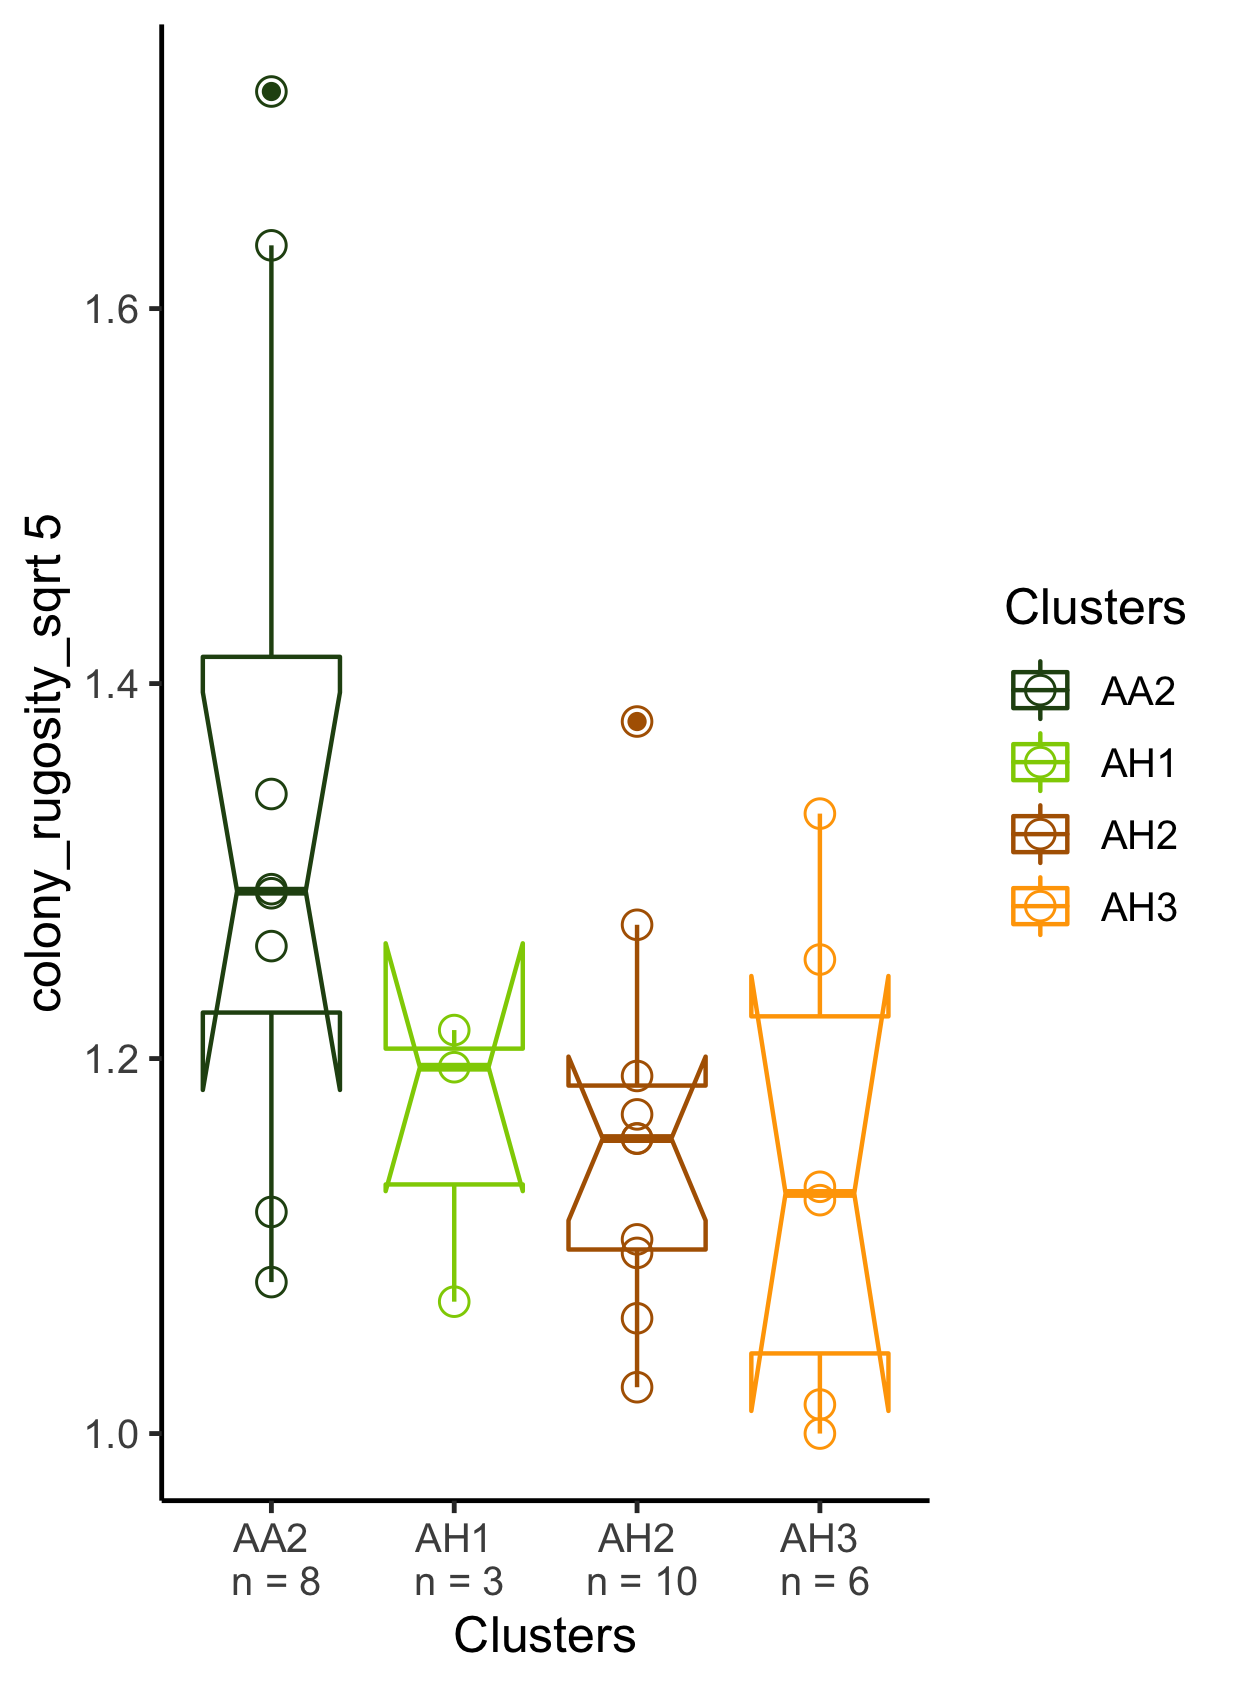 colony_rugosity_sqrt 5
1.6
1.4
1.2
1.0
AA2
n = 8
AH1
n = 3
AH2
n = 10
AH3
n = 6
Clusters
Clusters
AA2
AH1
AH2
AH3